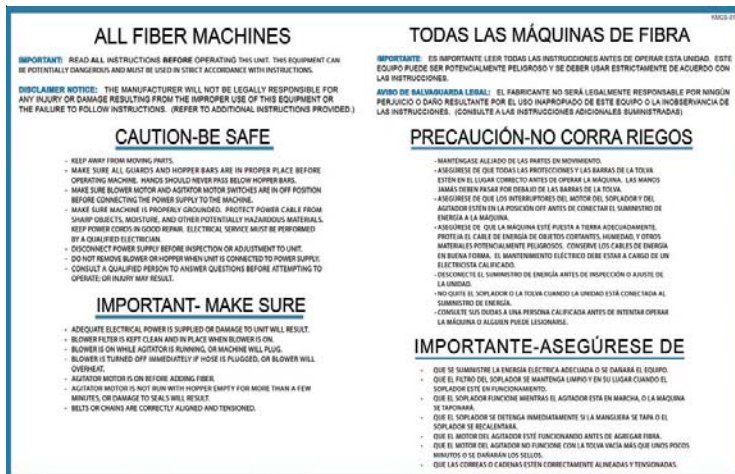 ALL FIBER MACHINES
IMPORTANT: READ ALL INSTRUCTIONS BEFORE OPERATING THIS UNIT. THIS EQUIPMENT CAN
BE POTENTIALLY DANGEROUS AND MUST BE USED IN STRICT ACCORDANCE WITH INSTRUCTIONS.
DISCLAIMER NOTICE: THE MANUFACTURER WILL NOT BE LEGALLY RESPONSIBLE FOR
ANY INJURY OR DAMAGE RESULTING FROM THE IMPROPER USE OF THIS EQUIPMENT OR
THE FAILURE TO FOLLOW INSTRUCTIONS. (REFER TO ADDITIONAL INSTRUCTIONS PROVIDED.)
CAUTION-BE SAFE
- KEEP AWAY FROM MOVING PARTS.
- MAKE SURE ALL GUARDS AND HOPPER BARS ARE IN PROPER PLACE BEFORE
OPERATING MACHINE. HANDS SHOULD NEVER PASS BELOW HOPPER BARS.
- MAKE SURE BLOWER MOTOR AND AGITATOR MOTOR SWITCHES ARE IN OFF POSITION
BEFORE CONNECTING THE POWER SUPPLY TO THE MACHINE.
- MAKE SURE MACHINE IS PROPERLY GROUNDED. PROTECT POWER CABLE FROM
SHARP OBJECTS, MOISTURE, AND OTHER POTENTIALLY HAZARDOUS MATERIALS.
KEEP POWER CORDS IN GOOD REPAIR. ELECTRICAL SERVICE MUST BE PERFORMED
BY A QUALIFIED ELECTRICIAN.
- DISCONNECT POWER SUPPLY BEFORE INSPECTION OR ADJUSTMENT TO UNIT.
- DO NOT REMOVE BLOWER OR HOPPER WHEN UNIT IS CONNECTED TO POWER SUPPLY.
- CONSULT A QUALIFIED PERSON TO ANSWER QUESTIONS BEFORE ATTEMPTING TO
OPERATE; OR INJURY MAY RESULT.
IMPORTANT- MAKE SURE
- ADEQUATE ELECTRICAL POWER IS SUPPLIED OR DAMAGE TO UNIT WILL RESULT.
- BLOWER FILTER IS KEPT CLEAN AND IN PLACE WHEN BLOWER IS ON.
- BLOWER IS ON WHILE AGITATOR IS RUNNING, OR MACHINE WILL PLUG.
- BLOWER IS TURNED OFF IMMEDIATELY IF HOSE IS PLUGGED, OR BLOWER WILL
OVERHEAT.
- AGITATOR MOTOR IS ON BEFORE ADDING FIBER.
- AGITATOR MOTOR IS NOT RUN WITH HOPPER EMPTY FOR MORE THAN A FEW
MINUTES, OR DAMAGE TO SEALS WILL RESULT.
- BELTS OR CHAINS ARE CORRECTLY ALIGNED AND TENSIONED.
TODAS LAS MÁQUINAS DE FIBRA
IMPORTANTE: ES IMPORTANTE LEER TODAS LAS INSTRUCCIONES ANTES DE OPERAR ESTA UNIDAD. ESTE
EQUIPO PUEDE SER POTENCIALMENTE PELIGROSO Y SE DEBER USAR ESTRICTAMENTE DE ACUERDO CON
LAS INSTRUCCIONES.
AVISO DE SALVAGUARDA LEGAL: EL FABRICANTE NO SERÁ LEGALMENTE RESPONSABLE POR NINGÚN
PERJUICIO O DAÑO RESULTANTE POR EL USO INAPROPIADO DE ESTE EQUIPO O LA INOBSERVANCIA DE
LAS INSTRUCCIONES. (CONSULTE A LAS INSTRUCCIONES ADICIONALES SUMINISTRADAS)
PRECAUCIÓN-NO CORRA RIEGOS
- MANTÉNGASE ALEJADO DE LAS PARTES EN MOVIMIENTO.
- ASEGÚRESE DE QUE TODAS LAS PROTECCIONES Y LAS BARRAS DE LA TOLVA
ESTÉN EN EL LUGAR CORRECTO ANTES DE OPERAR LA MÁQUINA. LAS MANOS
JAMÁS DEBEN PASAR POR DEBAJO DE LAS BARRAS DE LA TOLVA.
- ASEGÚRESE DE QUE LOS INTERRUPTORES DEL MOTOR DEL SOPLADOR Y DEL
AGITADOR ESTÉN EN LA POSICIÓN OFF ANTES DE CONECTAR EL SUMINISTRO DE
ENERGÍA A LA MÁQUINA.
- ASEGÚRESE DE QUE LA MÁQUINA ESTÉ PUESTA A TIERRA ADECUADAMENTE.
PROTEJA EL CABLE DE ENERGÍA DE OBJETOS CORTANTES, HUMEDAD, Y OTROS
MATERIALES POTENCIALMENTE PELIGROSOS. CONSERVE LOS CABLES DE ENERGÍA
EN BUENA FORMA. EL MANTENIMIENTO ELÉCTRICO DEBE ESTAR A CARGO DE UN
ELECTRICISTA CALIFICADO.
- DESCONECTE EL SUMINISTRO DE ENERGÍA ANTES DE INSPECCIÓN O AJUSTE DE
LA UNIDAD.
- NO QUITE EL SOPLADOR O LA TOLVA CUANDO LA UNIDAD ESTÁ CONECTADA AL
SUMINISTRO DE ENERGÍA.
- CONSULTE SUS DUDAS A UNA PERSONA CALIFICADA ANTES DE INTENTAR OPERAR
LA MÁQUINA O ALGUIEN PUEDE LESIONARSE.
IMPORTANTE-ASEGÚRESE DE
- QUE SE SUMINISTRE LA ENERGÍA ELÉCTRICA ADECUADA O SE DAÑARÁ EL EQUIPO.
- QUE EL FILTRO DEL SOPLADOR SE MANTENGA LIMPIO Y EN SU LUGAR CUANDO EL
SOPLADOR ESTÉ EN FUNCIONAMIENTO.
- QUE EL SOPLADOR FUNCIONE MIENTRAS EL AGITADOR ESTÁ EN MARCHA, O LA MÁQUINA
SE TAPONARÁ.
- QUE EL SOPLADOR SE DETENGA INMEDIATAMENTE SI LA MANGUERA SE TAPA O EL
SOPLADOR SE RECALENTARÁ.
- QUE EL MOTOR DEL AGITADOR ESTÉ FUNCIONANDO ANTES DE AGREGAR FIBRA.
- QUE EL MOTOR DEL AGITADOR NO FUNCIONE CON LA TOLVA VACÍA MÁS QUE UNOS POCOS
MINUTOS O SE DAÑARÁN LOS SELLOS.
- QUE LAS CORREAS O CADENAS ESTÉN CORRECTAMENTE ALINEADAS Y TENSIONADAS.